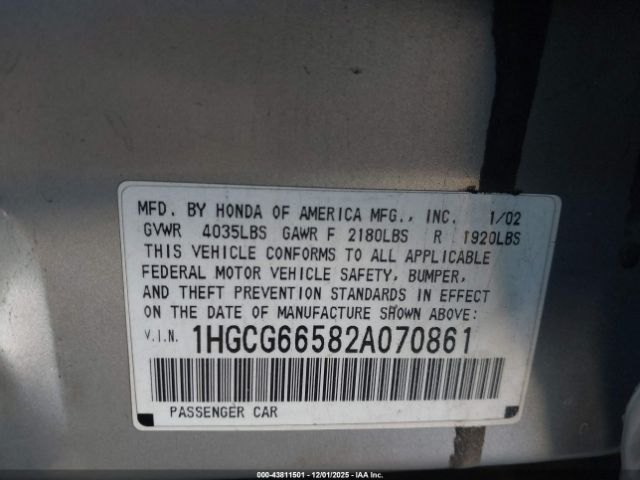 MFD. BY HONDA OF AMERICA MFG., INC. 1/02
GVWR 4035LBS GAWR F 2180LBS R 1920LBS
THIS VEHICLE CONFORMS TO ALL APPLICABLE
FEDERAL MOTOR VEHICLE SAFETY, BUMPER,
AND THEFT PREVENTION STANDARDS IN EFFECT
ON THE DATE OF MANUFACTURE SHOWN ABOVE:
V.I.N. 1HGCG66582A070861
PASSENGER CAR
000-43811501 - 12/01/2025 - IAA Inc.